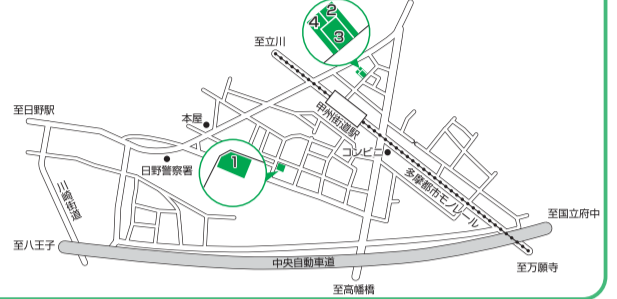 2
4
3
至立川
至日野駅
本屋
甲州街道駅
コンビニ
日野警察署
1
多摩都市モノレール
川崎街道
至国立府中
至八王子
中央自動車道
至万願寺
至高幡橋